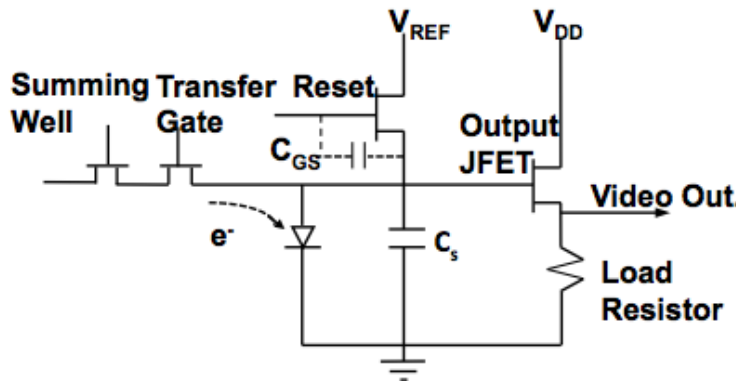 V_REF
V_DD
Summing Transfer
Well Gate
Reset
C_GS
Output
JFET
Video Out.
e-
C_s
Load
Resistor